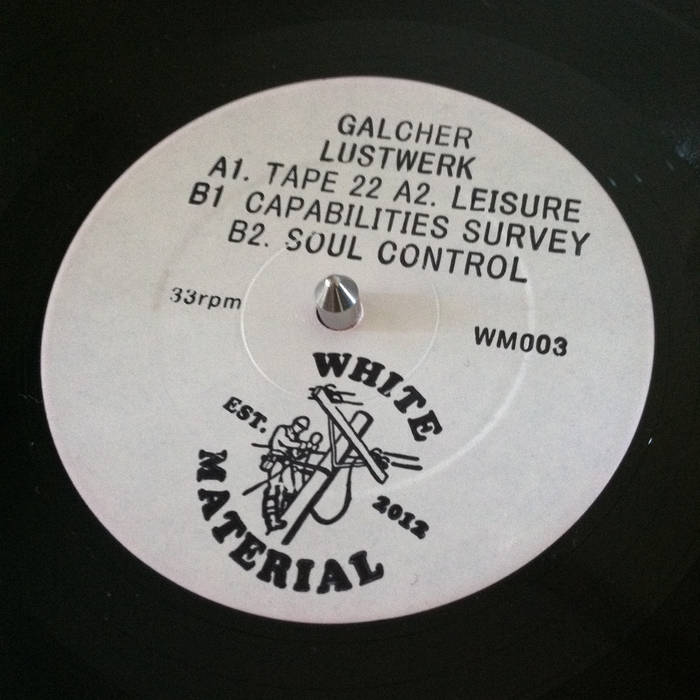 GALCHER
LUSTWERK
A1. TAPE 22 A2. LEISURE
B1 CAPABILITIES SURVEY
B2. SOUL CONTROL
33rpm
WM003
WHITE
EST.
2012
MATERIAL